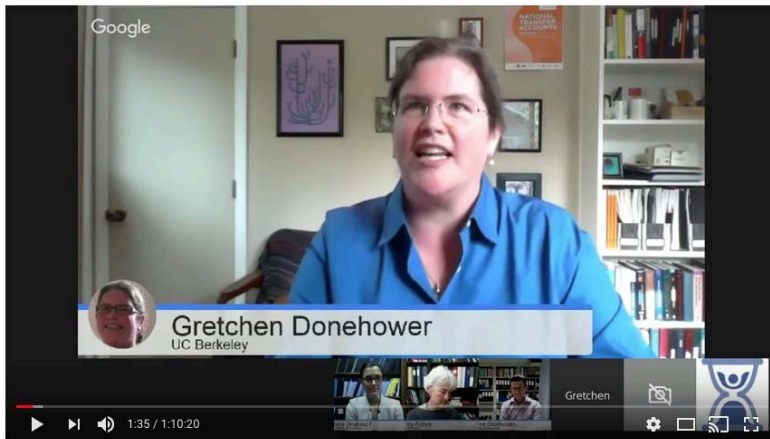 Google
NATIONAL
TRANSFER
ACCOUNTS
Gretchen Donehower
UC Berkeley
Gretchen
1:35 / 1:10:20